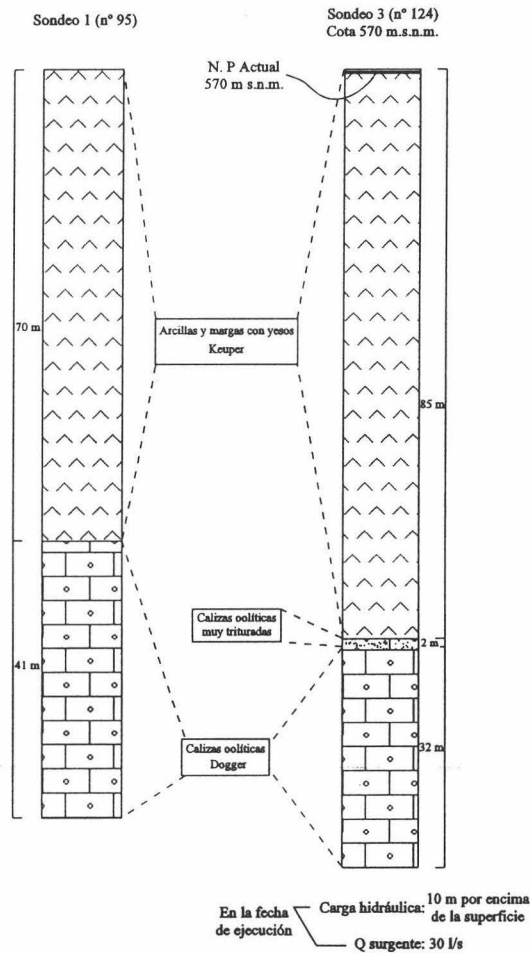 Sondeo 1 (nº 95)
Sondeo 3 (nº 124)
Cota 570 m.s.n.m.
N. P Actual
570 m s.n.m.
70 m
Arcillas y margas con yesos
Keuper
85 m
Calizas oolíticas
muy trituradas
2 m
41 m
Calizas oolíticas
Dogger
32 m
En la fecha
de ejecución
Carga hidráulica: 10 m por encima
de la superficie
Q surgente: 30 l/s